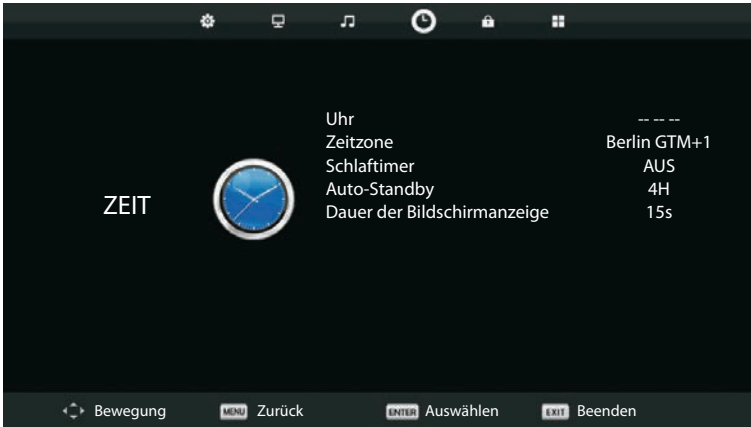 Uhr -- -- --
Zeitzone Berlin GTM+1
Schlaftimer AUS
Auto-Standby 4H
ZEIT
Dauer der Bildschirmanzeige 15s
Bewegung MENU Zurück ENTER Auswählen EXIT Beenden